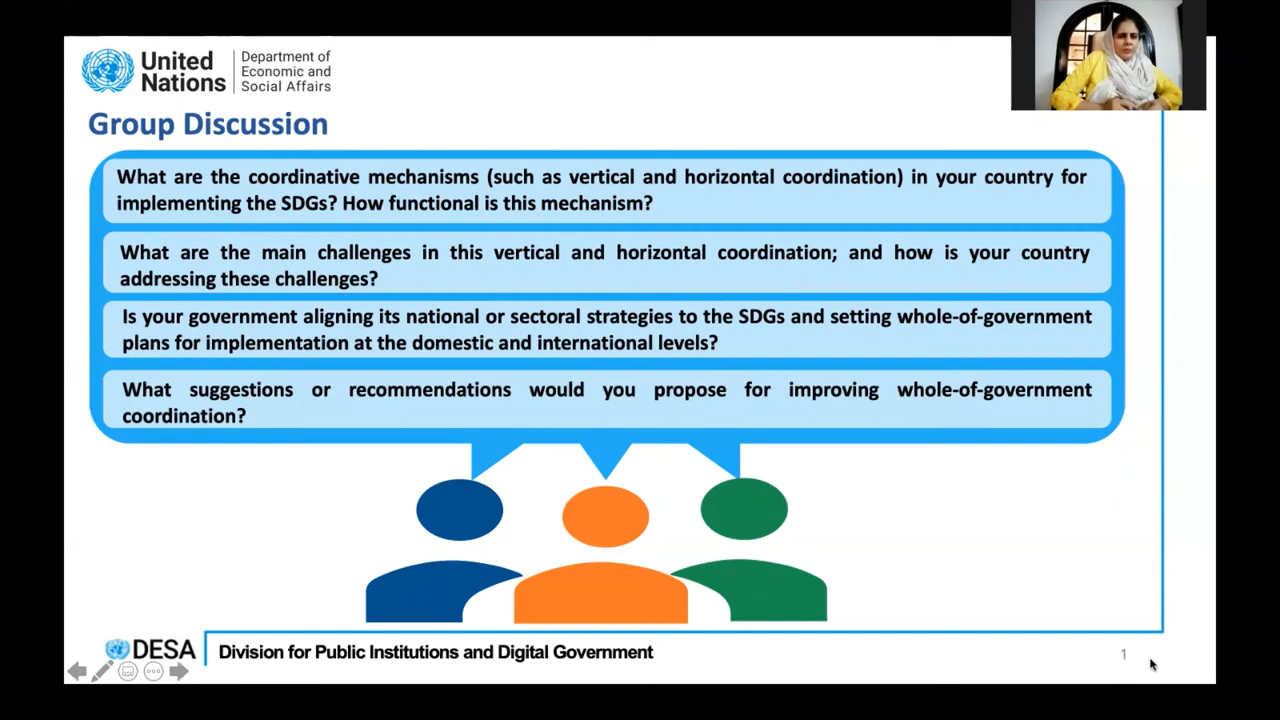 United Nations
Department of Economic and Social Affairs
Group Discussion
What are the coordinative mechanisms (such as vertical and horizontal coordination) in your country for
implementing the SDGs? How functional is this mechanism?
What are the main challenges in this vertical and horizontal coordination; and how is your country
addressing these challenges?
Is your government aligning its national or sectoral strategies to the SDGs and setting whole-of-government
plans for implementation at the domestic and international levels?
What suggestions or recommendations would you propose for improving whole-of-government
coordination?
DESA
Division for Public Institutions and Digital Government
1